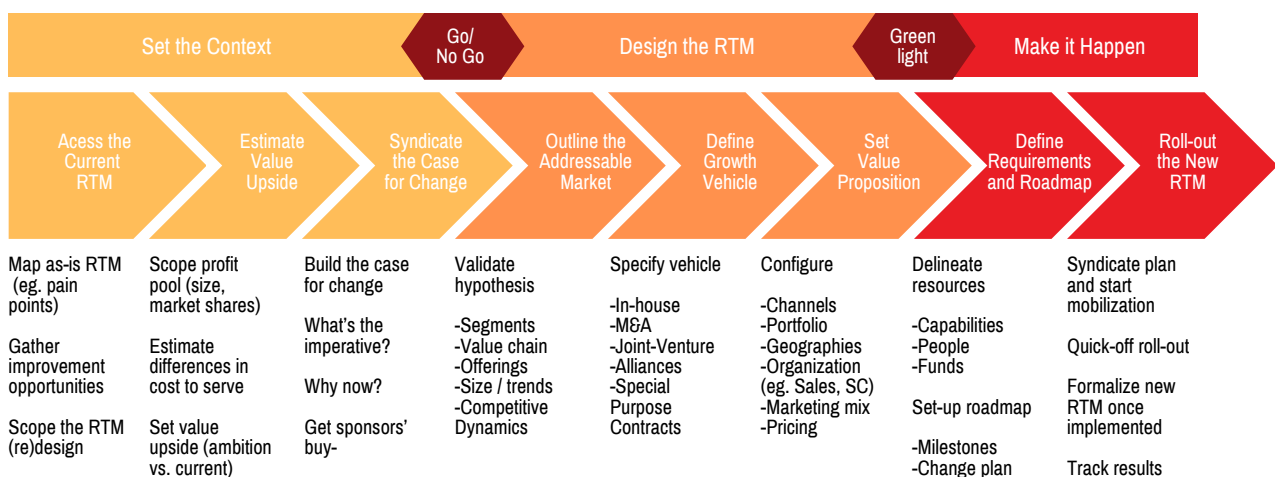 Set the Context
Go/
No Go
Design the RTM
Green
light
Make it Happen
Acess the
Current
RTM
Estimate
Value
Upside
Syndicate
the Case
for Change
Outline the
Addressable
Market
Define
Growth
Vehicle
Set
Value
Proposition
Define
Requirements
and Roadmap
Roll-out
the New
RTM
Map as-is RTM
(eg. pain
points)
Gather
improvement
opportunities
Scope the RTM
(re)design
Scope profit
pool (size,
market shares)
Estimate
differences in
cost to serve
Set value
upside (ambition
vs. current)
Build the case
for change
What's the
imperative?
Why now?
Get sponsors'
buy-
Validate
hypothesis
-Segments
-Value chain
-Offerings
-Size / trends
-Competitive
Dynamics
Specify vehicle
-In-house
-M&A
-Joint-Venture
-Alliances
-Special
Purpose
Contracts
Configure
-Channels
-Portfolio
-Geographies
-Organization
(eg. Sales, SC)
-Marketing mix
-Pricing
Delineate
resources
-Capabilities
-People
-Funds
Set-up roadmap
-Milestones
-Change plan
Syndicate plan
and start
mobilization
Quick-off roll-out
Formalize new
RTM once
implemented
Track results